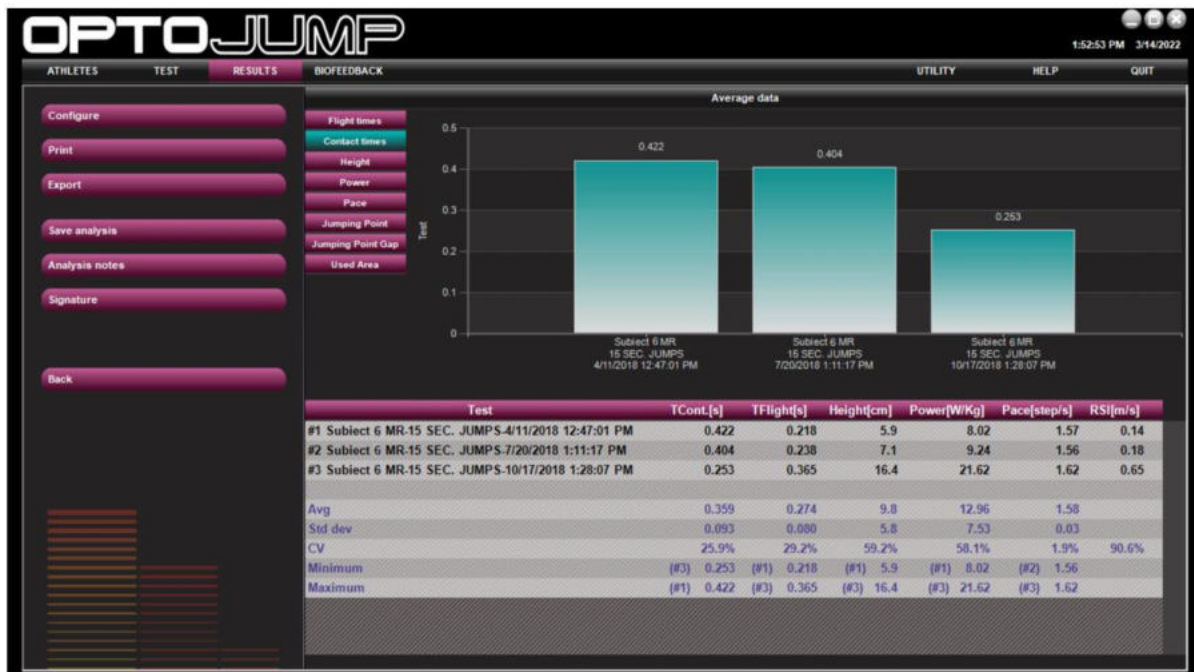 OPTOJUMP
1:52:53 PM 3/14/2022
ATHLETES TEST RESULTS BIOFEEDBACK UTILITY HELP QUIT
Configure
Print
Export
Save analysis
Analysis notes
Signature
Back
Average data
Flight times
Contact times
Height
Power
Pace
Jumping Point
Jumping Point Gap
Used Area
Test
0.5
0.4
0.3
0.2
0.1
0
0.422
0.404
0.253
Subiect 6 MR
15 SEC. JUMPS
4/11/2018 12:47:01 PM
Subiect 6 MR
15 SEC. JUMPS
7/20/2018 1:11:17 PM
Subiect 6 MR
15 SEC. JUMPS
10/17/2018 1:28:07 PM
Test TCont.[s] TFlight[s] Height[cm] Power[W/Kg] Pace[step/s] RSI[m/s]
#1 Subiect 6 MR-15 SEC. JUMPS-4/11/2018 12:47:01 PM 0.422 0.218 5.9 8.02 1.57 0.14
#2 Subiect 6 MR-15 SEC. JUMPS-7/20/2018 1:11:17 PM 0.404 0.238 7.1 9.24 1.56 0.18
#3 Subiect 6 MR-15 SEC. JUMPS-10/17/2018 1:28:07 PM 0.253 0.365 16.4 21.62 1.62 0.65
Avg 0.359 0.274 9.8 12.96 1.58
Std dev 0.093 0.080 5.8 7.53 0.03
CV 25.9% 29.2% 59.2% 58.1% 1.9% 90.6%
Minimum (#3) 0.253 (#1) 0.218 (#1) 5.9 (#1) 8.02 (#2) 1.56
Maximum (#1) 0.422 (#3) 0.365 (#3) 16.4 (#3) 21.62 (#3) 1.62